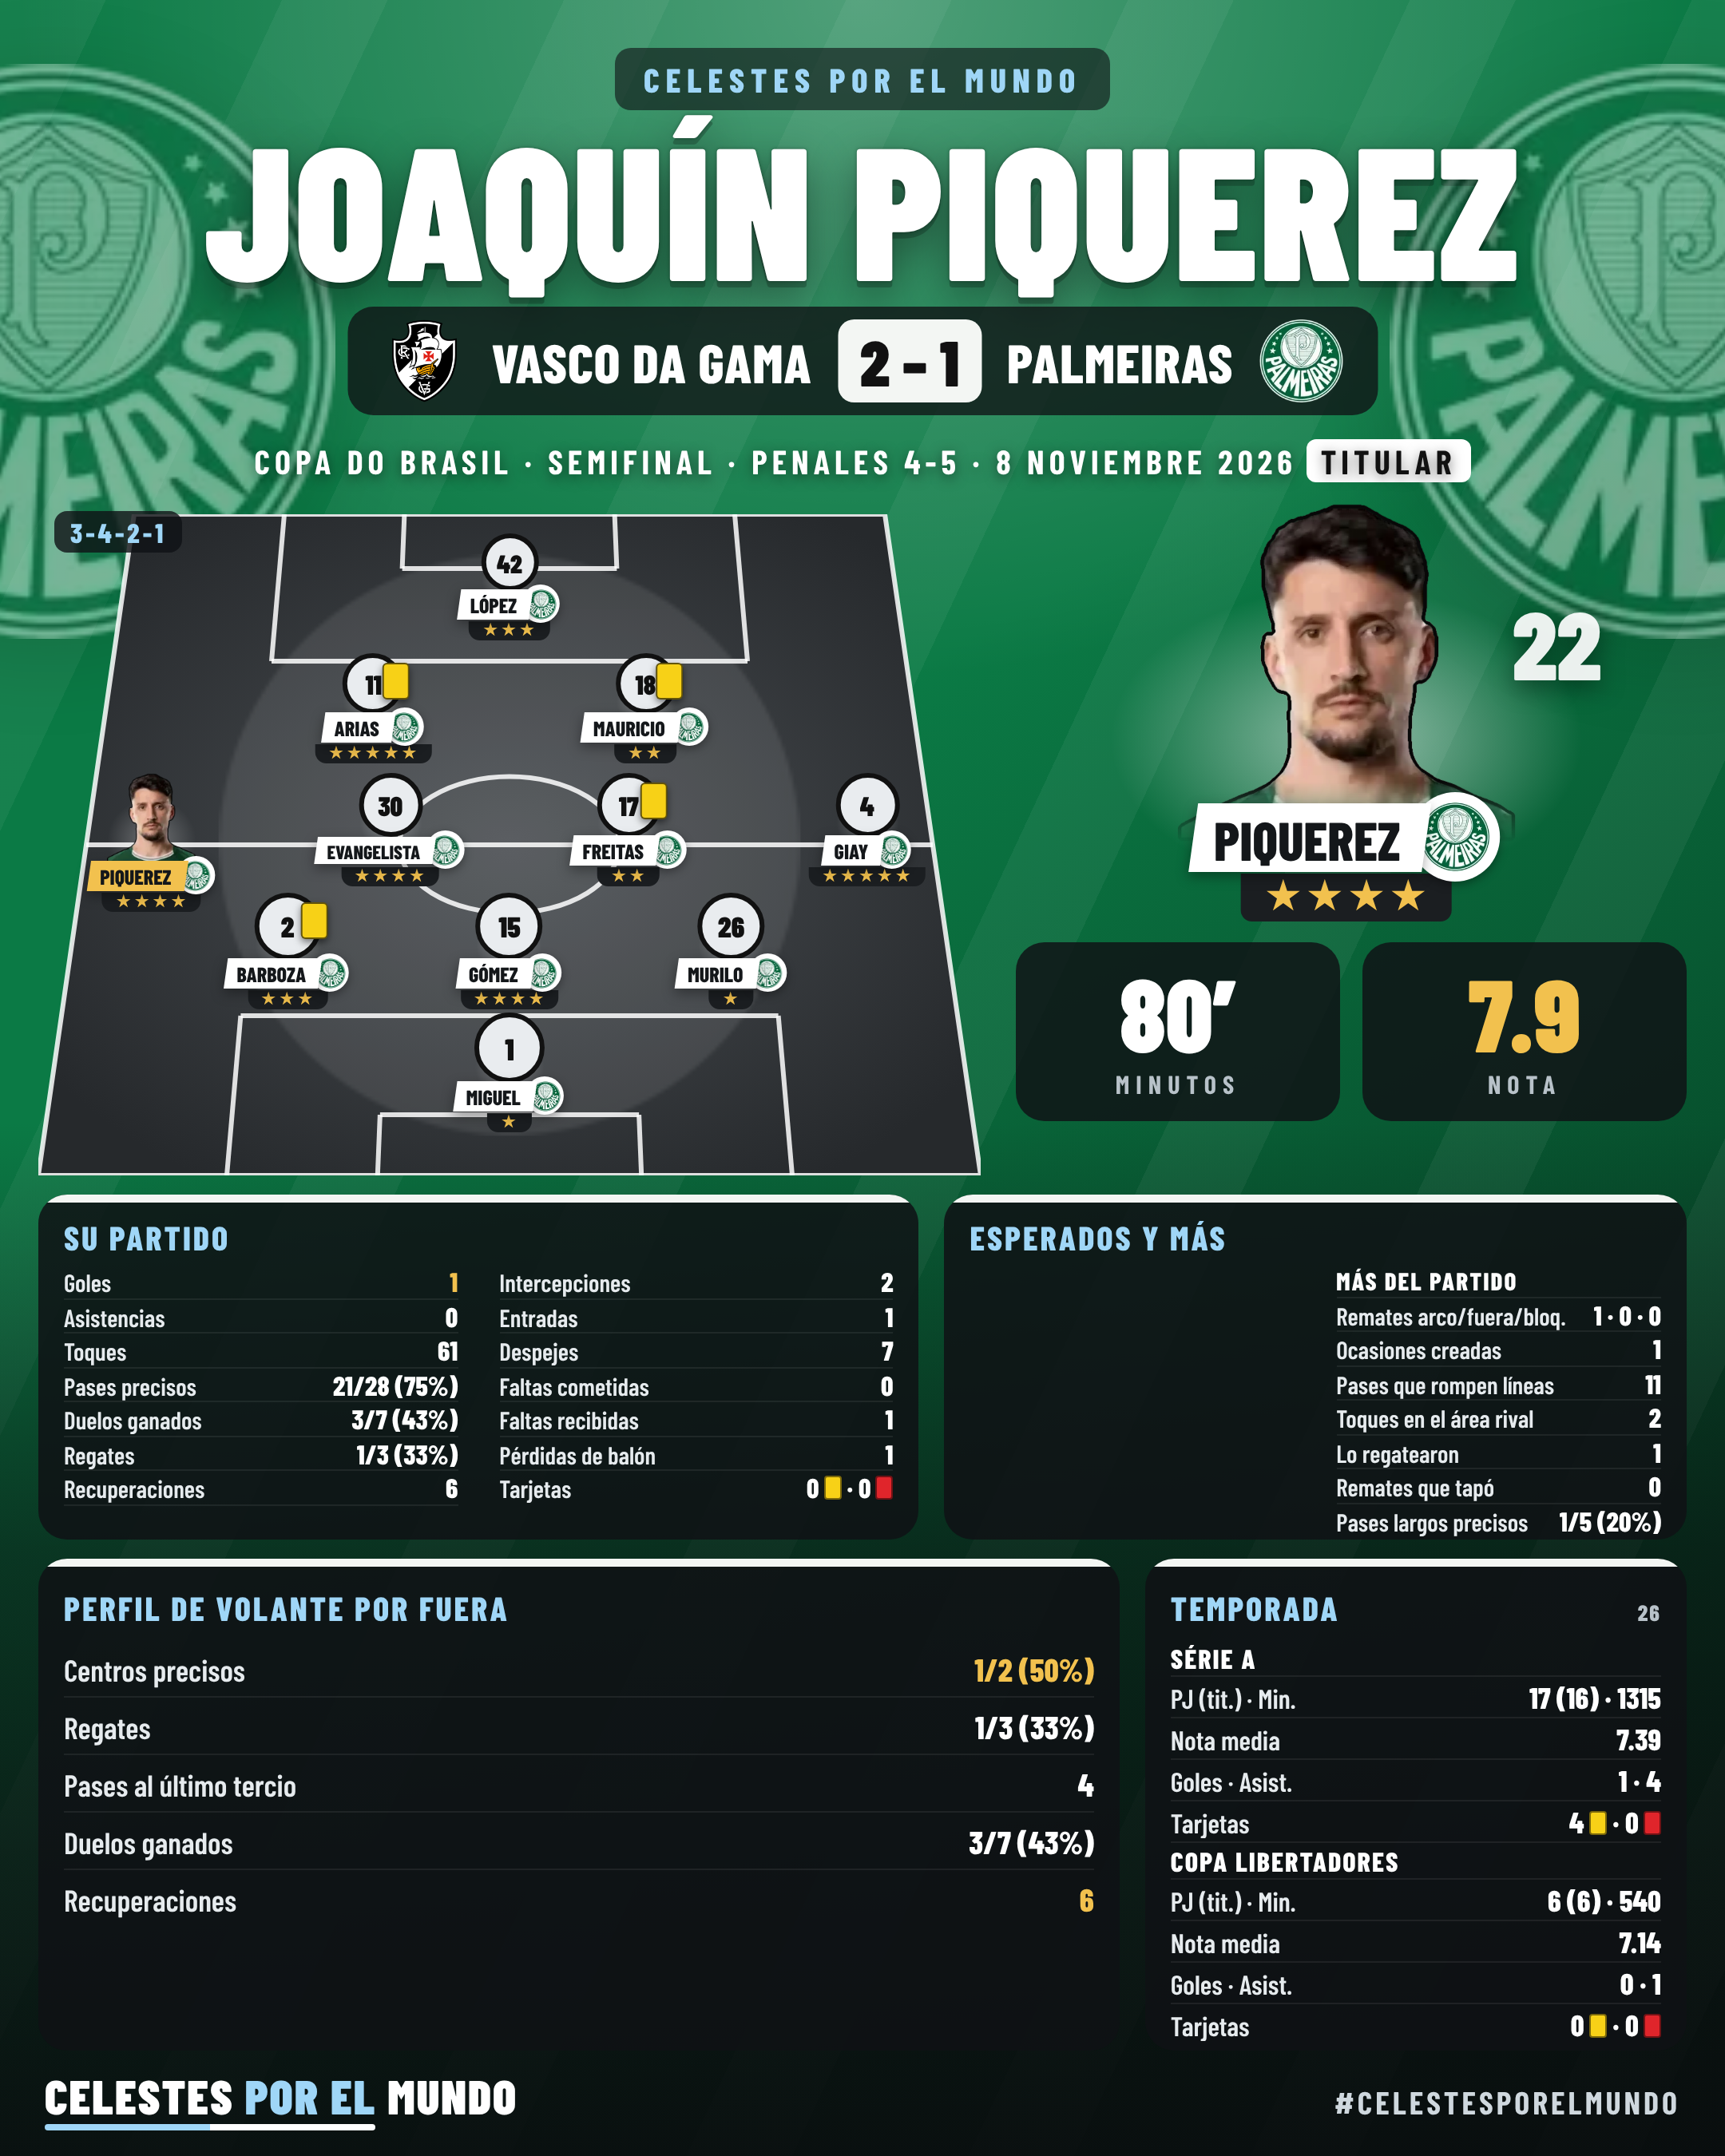 CELESTES POR EL MUNDO
JOAQUÍN PIQUEREZ
VASCO DA GAMA 2 - 1 PALMEIRAS
COPA DO BRASIL · SEMIFINAL · PENALES 4-5 · 8 NOVIEMBRE 2026 TITULAR
3-4-2-1
42
LÓPEZ
11
ARIAS
18
MAURICIO
PIQUEREZ
30
EVANGELISTA
17
FREITAS
4
GIAY
2
BARBOZA
15
GÓMEZ
26
MURILO
1
MIGUEL
22
PIQUEREZ
PALMEIRAS
80′
MINUTOS
7.9
NOTA
SU PARTIDO
Goles 1
Asistencias 0
Toques 61
Pases precisos 21/28 (75%)
Duelos ganados 3/7 (43%)
Regates 1/3 (33%)
Recuperaciones 6
Intercepciones 2
Entradas 1
Despejes 7
Faltas cometidas 0
Faltas recibidas 1
Pérdidas de balón 1
Tarjetas 0 · 0
ESPERADOS Y MÁS
MÁS DEL PARTIDO
Remates arco/fuera/bloq. 1 · 0 · 0
Ocasiones creadas 1
Pases que rompen líneas 11
Toques en el área rival 2
Lo regatearon 1
Remates que tapó 0
Pases largos precisos 1/5 (20%)
PERFIL DE VOLANTE POR FUERA
Centros precisos 1/2 (50%)
Regates 1/3 (33%)
Pases al último tercio 4
Duelos ganados 3/7 (43%)
Recuperaciones 6
TEMPORADA 26
SÉRIE A
PJ (tit.) · Min. 17 (16) · 1315
Nota media 7.39
Goles · Asist. 1 · 4
Tarjetas 4 · 0
COPA LIBERTADORES
PJ (tit.) · Min. 6 (6) · 540
Nota media 7.14
Goles · Asist. 0 · 1
Tarjetas 0 · 0
CELESTES POR EL MUNDO
#CELESTESPORELMUNDO